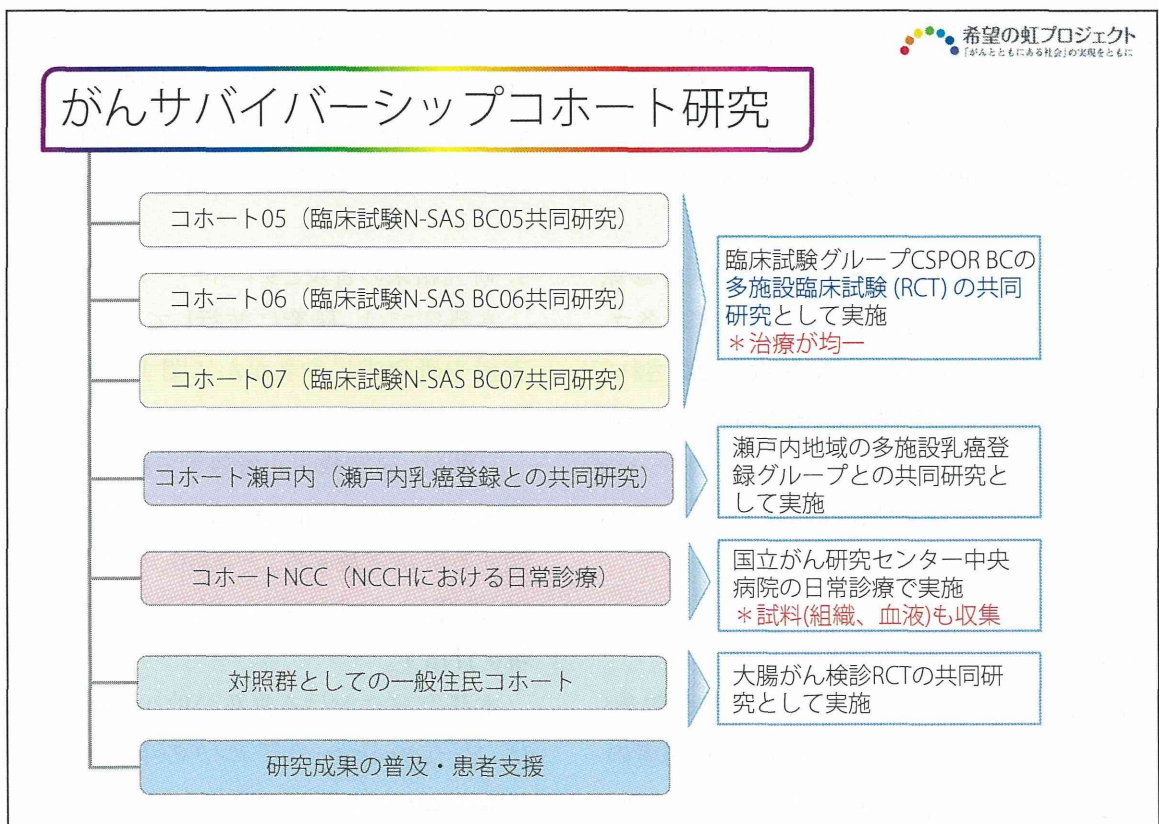 希望の虹プロジェクト
「がんとともにある社会」の実現をともに
がんサバイバーシップコホート研究
コホート05（臨床試験N-SAS BC05共同研究）
コホート06（臨床試験N-SAS BC06共同研究）
コホート07（臨床試験N-SAS BC07共同研究）
臨床試験グループCSPOR BCの
多施設臨床試験 (RCT) の共同
研究として実施
＊治療が均一
コホート瀬戸内（瀬戸内乳癌登録との共同研究）
瀬戸内地域の多施設乳癌登
録グループとの共同研究と
して実施
コホートNCC（NCCHにおける日常診療）
国立がん研究センター中央
病院の日常診療で実施
＊試料(組織、血液)も収集
対照群としての一般住民コホート
大腸がん検診RCTの共同研
究として実施
研究成果の普及・患者支援